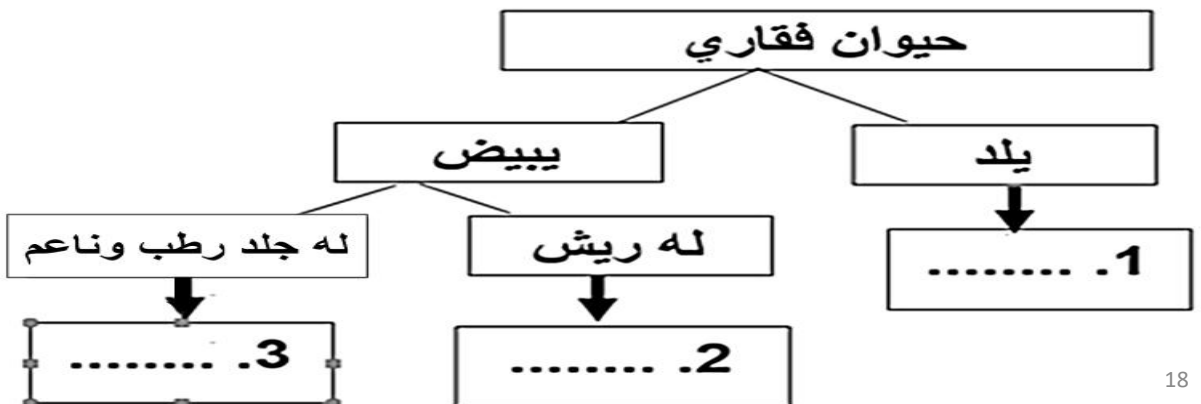 حيوان فقاري
يلد
يبيض
له ريش
له جلد رطب وناعم
1. ........
2. ........
3. ........
18